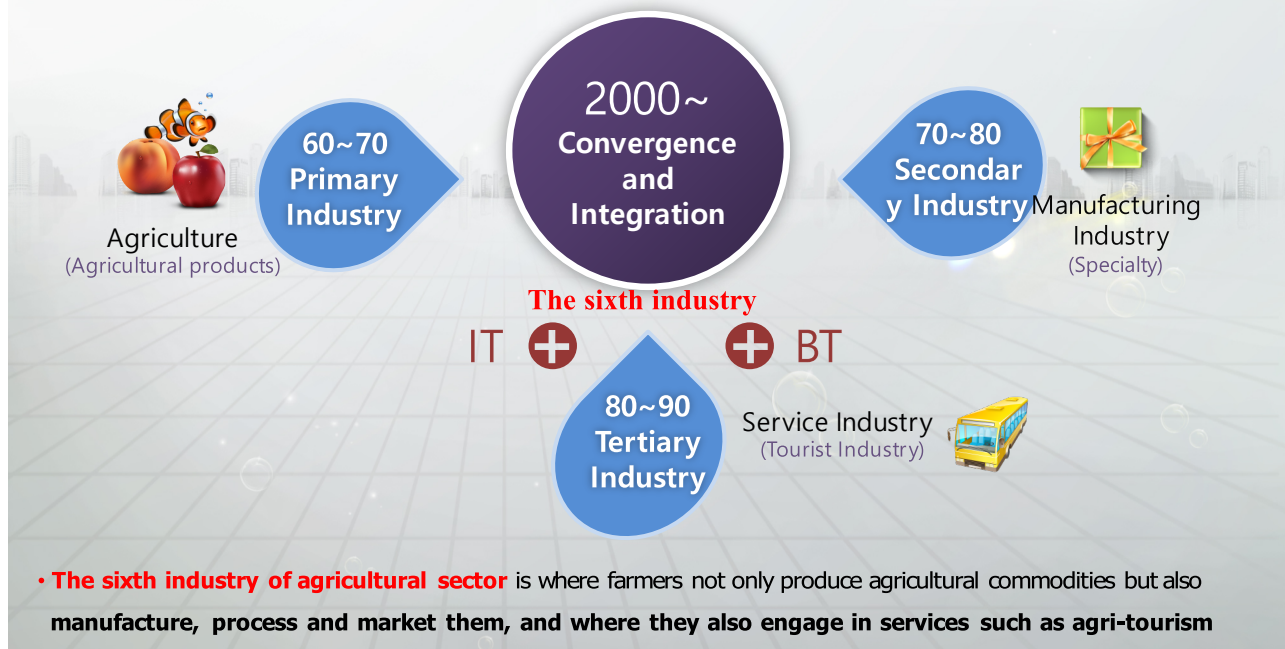 2000~
Convergence
and
Integration
60~70
Primary
Industry
Agriculture
(Agricultural products)
70~80
Secondar
y Industry
Manufacturing
Industry
(Specialty)
The sixth industry
IT
BT
80~90
Tertiary
Industry
Service Industry
(Tourist Industry)
• The sixth industry of agricultural sector is where farmers not only produce agricultural commodities but also
manufacture, process and market them, and where they also engage in services such as agri-tourism